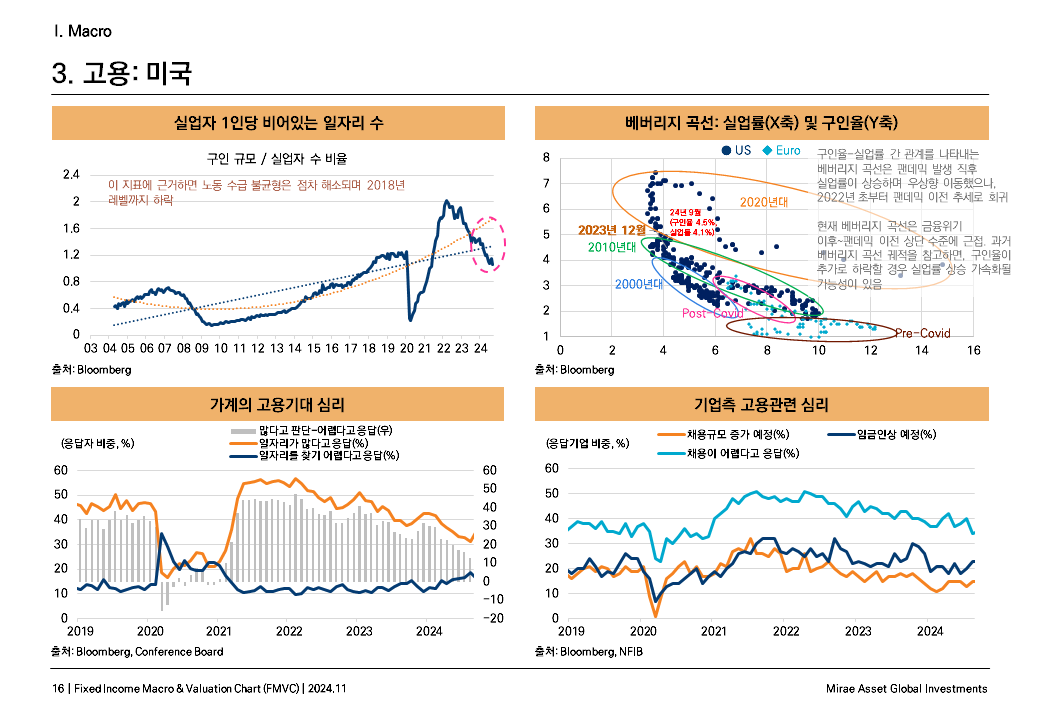 I. Macro
3. 고용: 미국
실업자 1인당 비어있는 일자리 수
구인 규모 / 실업자 수 비율
이 지표에 근거하면 노동 수급 불균형은 점차 해소되며 2018년
레벨까지 하락
2.4
2
1.6
1.2
0.8
0.4
0
03 04 05 06 07 08 09 10 11 12 13 14 15 16 17 18 19 20 21 22 23 24
출처: Bloomberg
베버리지 곡선: 실업률(X축) 및 구인율(Y축)
US Euro
구인율-실업률 간 관계를 나타내는
베버리지 곡선은 팬데믹 발생 직후
실업률이 상승하며 우상향 이동했으나,
2022년 초부터 팬데믹 이전 추세로 회귀
현재 베버리지 곡선은 금융위기
이후~팬데믹 이전 상단 수준에 근접. 과거
베버리지 곡선 궤적을 참고하면, 구인율이
추가로 하락할 경우 실업률 상승 가속화될
가능성이 있음
8
7
6
5
4
3
2
1
0 2 4 6 8 10 12 14 16
2020년대
24년 9월
(구인율 4.5%,
실업률 4.1%)
2023년 12월
2010년대
2000년대
Post-Covid
Pre-Covid
출처: Bloomberg
가계의 고용기대 심리
(응답자 비중, %)
많다고 판단-어렵다고응답(우)
일자리가 많다고응답(%)
일자리를 찾기 어렵다고응답(%)
60
50
40
30
20
10
0
60
50
40
30
20
10
0
-10
-20
2019 2020 2021 2022 2023 2024
출처: Bloomberg, Conference Board
기업측 고용관련 심리
(응답기업 비중, %)
채용규모 증가 예정(%) 임금인상 예정(%)
채용이 어렵다고 응답(%)
60
50
40
30
20
10
0
2019 2020 2021 2022 2023 2024
출처: Bloomberg, NFIB
16 | Fixed Income Macro & Valuation Chart (FMVC) | 2024.11
Mirae Asset Global Investments